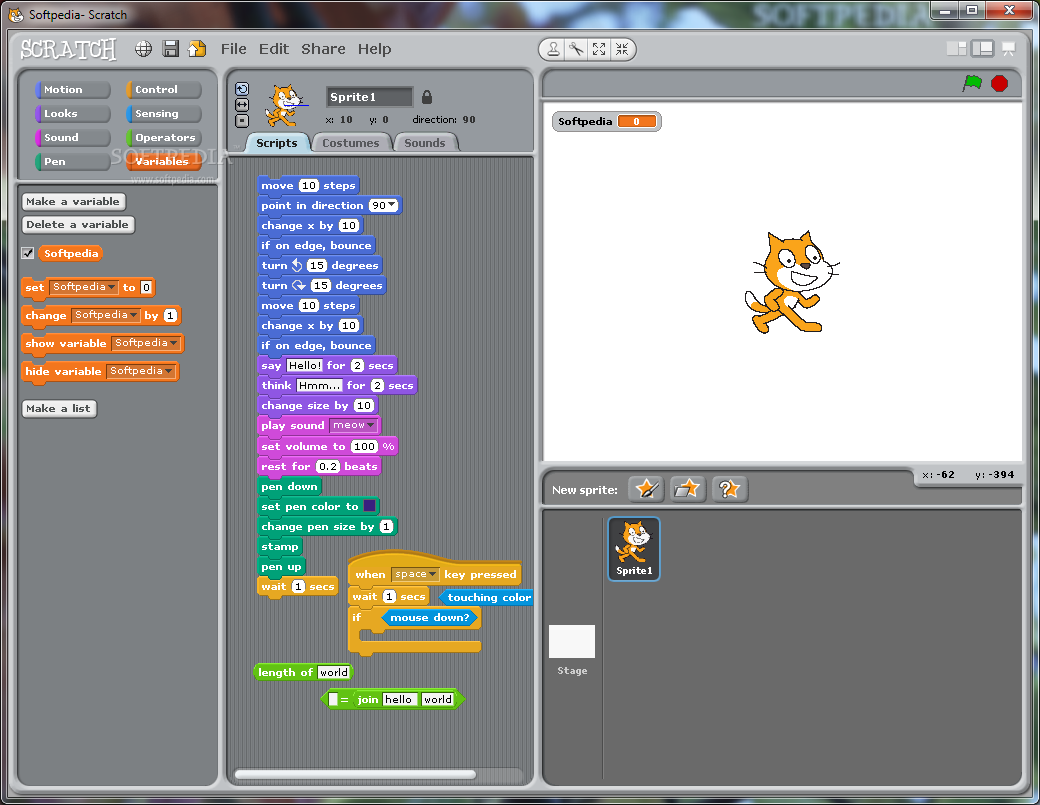 Softpedia- Scratch
SOFTPEDIA
SCRATCH File Edit Share Help
Motion Control
Looks Sensing
Sound Operators
Pen Variables
SOFTPEDIA
www.softpedia.com
Make a variable
Delete a variable
Softpedia
set Softpedia to 0
change Softpedia by 1
show variable Softpedia
hide variable Softpedia
Make a list
Sprite1
x: 10 y: 0 direction: 90
Scripts Costumes Sounds
move 10 steps
point in direction 90
change x by 10
if on edge, bounce
turn 15 degrees
turn 15 degrees
move 10 steps
change x by 10
if on edge, bounce
say Hello! for 2 secs
think Hmm... for 2 secs
change size by 10
play sound meow
set volume to 100 %
rest for 0.2 beats
pen down
set pen color to
change pen size by 1
stamp
pen up
wait 1 secs
when space key pressed
wait 1 secs
touching color
if mouse down?
length of world
= join hello world
Softpedia 0
x: -62 y: -394
New sprite:
Sprite1
Stage